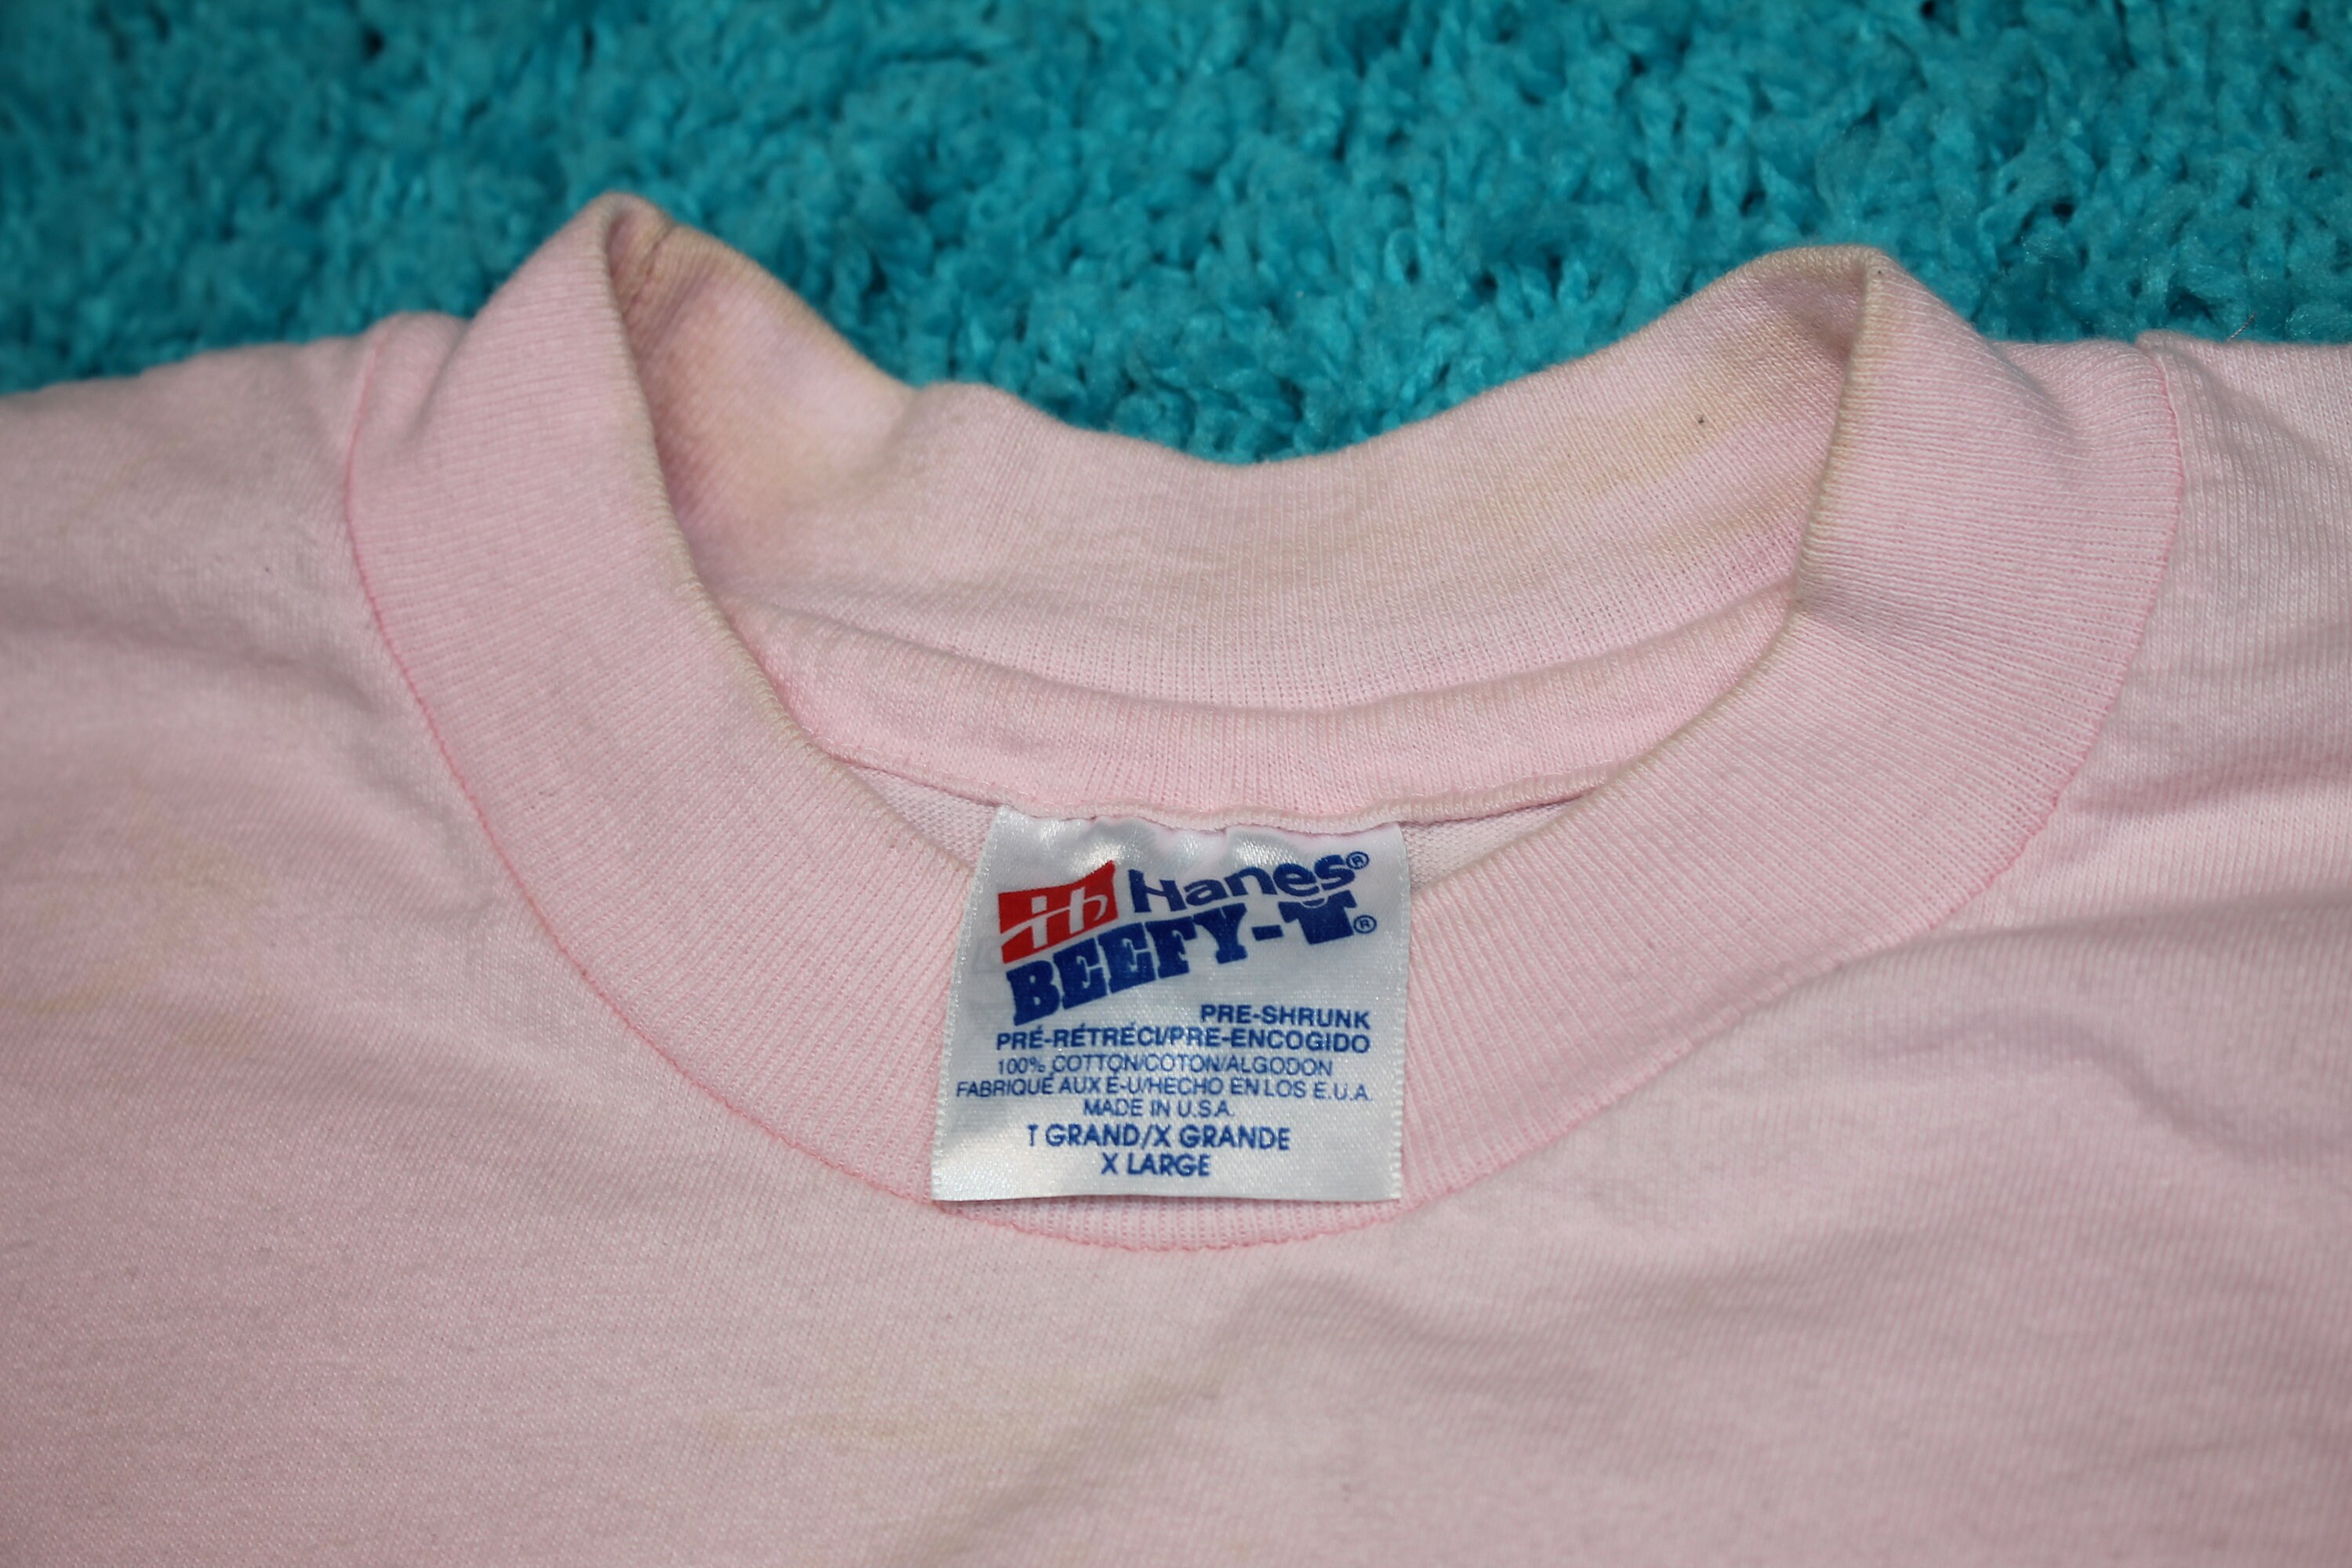 Hanes®
BEEFY-T®
PRE-SHRUNK
PRÉ-RÉTRÉCI/PRE-ENCOGIDO
100% COTTON/COTON/ALGODON
FABRIQUÉ AUX É-U/HECHO EN LOS E.U.A.
MADE IN U.S.A.
T GRAND/X GRANDE
X LARGE